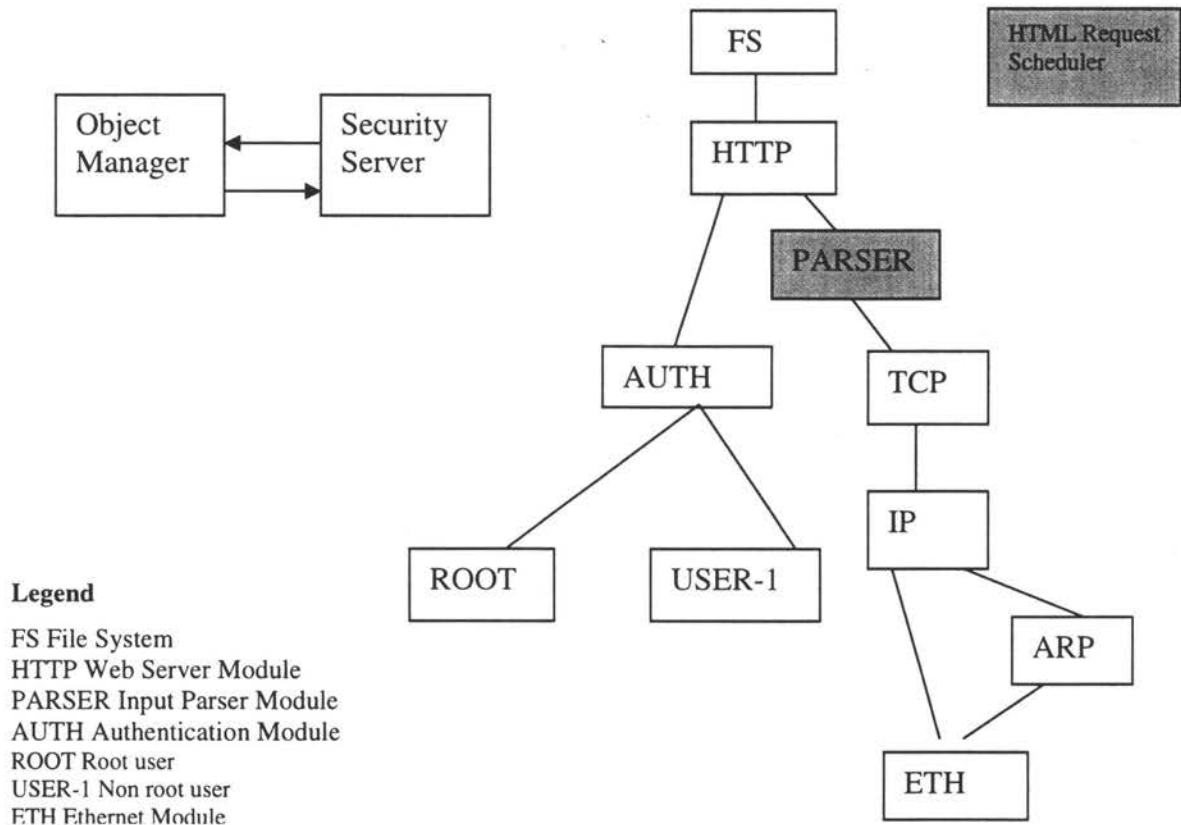 FS
HTML Request
Scheduler
Object
Manager
Security
Server
HTTP
PARSER
AUTH
TCP
IP
ROOT
USER-1
ARP
ETH
Legend
FS File System
HTTP Web Server Module
PARSER Input Parser Module
AUTH Authentication Module
ROOT Root user
USER-1 Non root user
ETH Ethernet Module